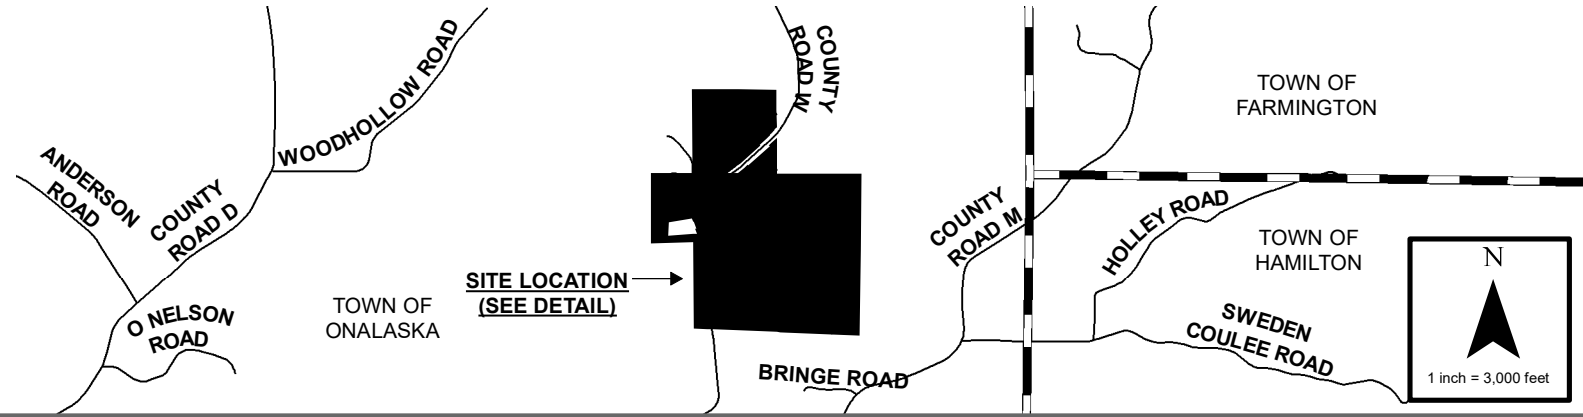 WOODHOLLOW ROAD
COUNTY
ROAD W
TOWN OF
FARMINGTON
ANDERSON
ROAD
COUNTY
ROAD D
COUNTY
ROAD M
HOLLEY ROAD
TOWN OF
HAMILTON
N
1 inch = 3,000 feet
SITE LOCATION
(SEE DETAIL)
TOWN OF
ONALASKA
O NELSON
ROAD
SWEDEN
COULEE ROAD
BRINGE ROAD